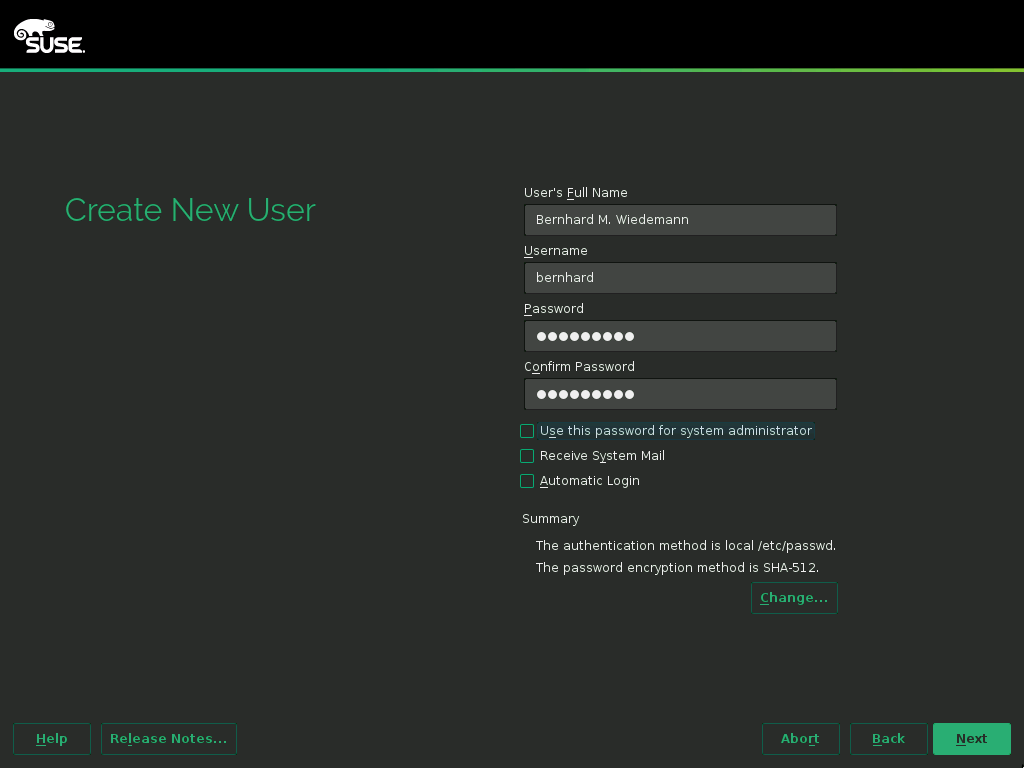 SUSE.
Create New User
User's Full Name
Bernhard M. Wiedemann
Username
bernhard
Password
●●●●●●●●●
Confirm Password
●●●●●●●●●
Use this password for system administrator
Receive System Mail
Automatic Login
Summary
The authentication method is local /etc/passwd.
The password encryption method is SHA-512.
Change...
Help
Release Notes...
Abort
Back
Next